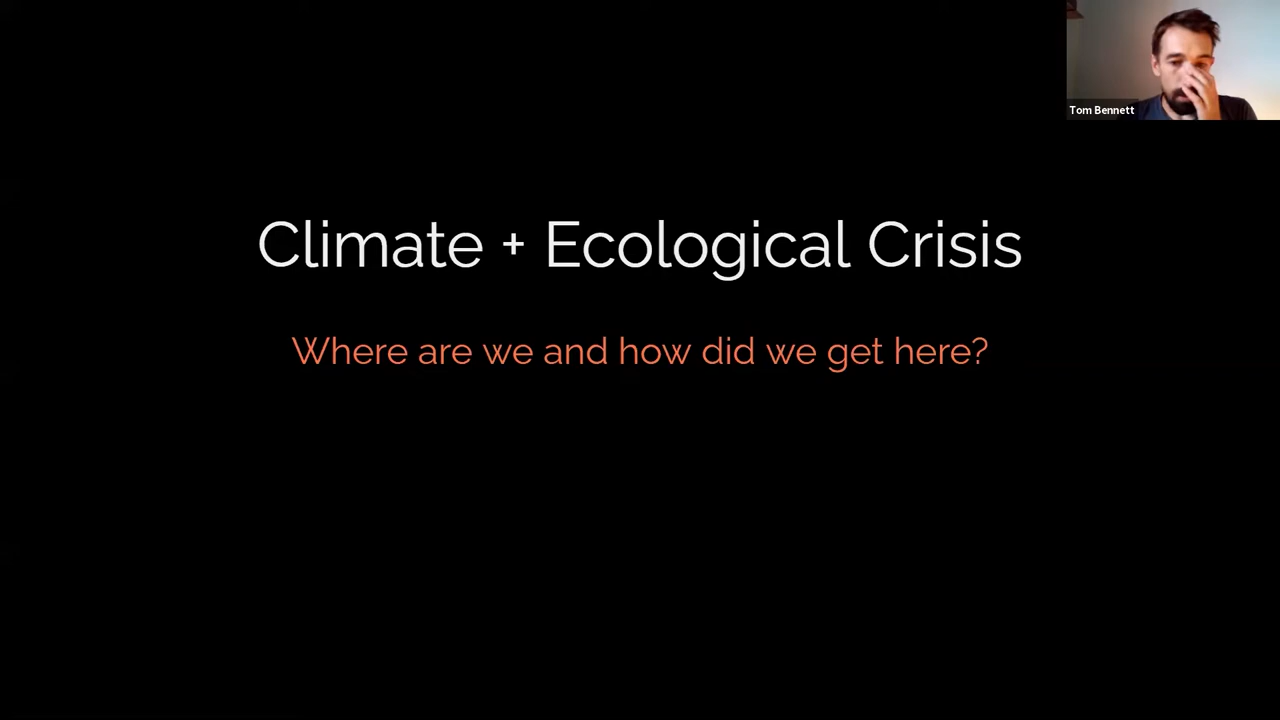 Tom Bennett
Climate + Ecological Crisis
Where are we and how did we get here?